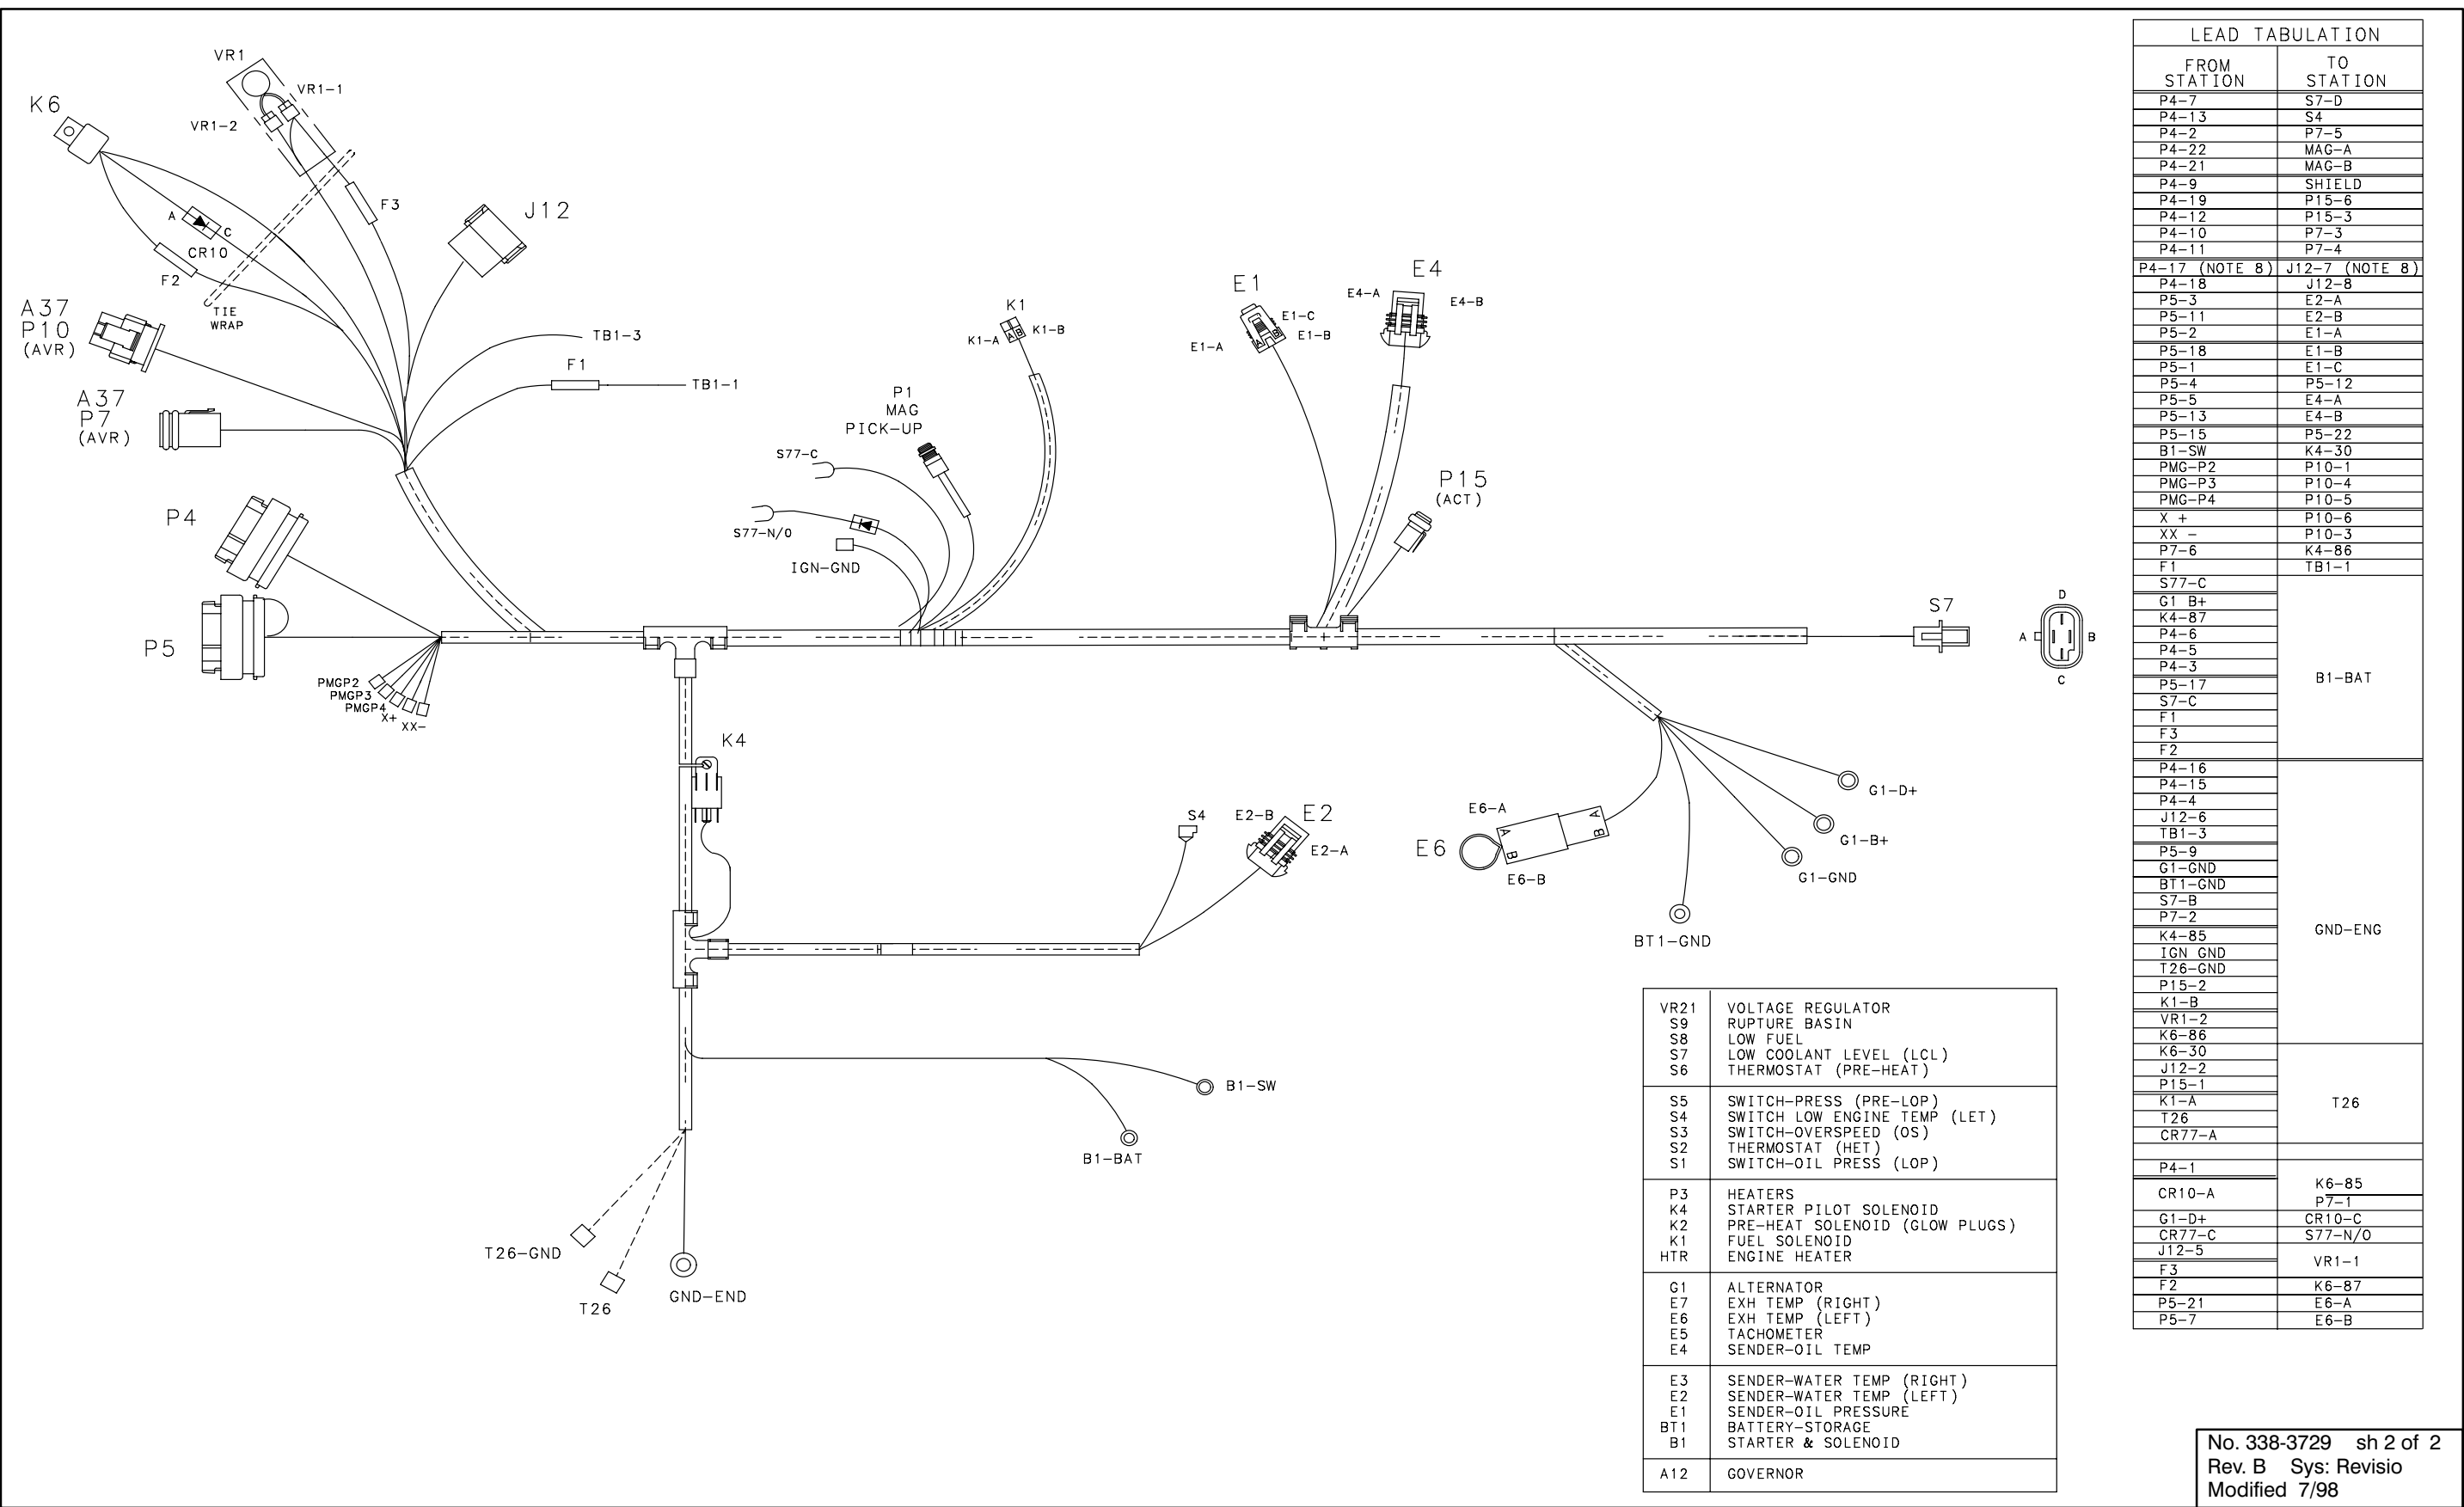 VR1
VR1-1
VR1-2
K6
F3
J12
A
C
CR10
F2
TIE
WRAP
A37
P10
(AVR)
TB1-3
F1
TB1-1
A37
P7
(AVR)
K1
K1-A
A
B
K1-B
E1
E1-C
E1-A
A
B
E1-B
E4
E4-A
E4-B
P1
MAG
PICK-UP
S77-C
S77-N/O
IGN-GND
P15
(ACT)
P4
P5
PMGP2
PMGP3
PMGP4
X+
XX-
S7
D
A
B
C
K4
S4
E2-B
E2
E2-A
E6-A
A
B
A
B
E6
E6-B
G1-D+
G1-B+
G1-GND
BT1-GND
B1-SW
B1-BAT
T26-GND
T26
GND-END
VR21 VOLTAGE REGULATOR
S9 RUPTURE BASIN
S8 LOW FUEL
S7 LOW COOLANT LEVEL (LCL)
S6 THERMOSTAT (PRE-HEAT)
S5 SWITCH-PRESS (PRE-LOP)
S4 SWITCH LOW ENGINE TEMP (LET)
S3 SWITCH-OVERSPEED (OS)
S2 THERMOSTAT (HET)
S1 SWITCH-OIL PRESS (LOP)
P3 HEATERS
K4 STARTER PILOT SOLENOID
K2 PRE-HEAT SOLENOID (GLOW PLUGS)
K1 FUEL SOLENOID
HTR ENGINE HEATER
G1 ALTERNATOR
E7 EXH TEMP (RIGHT)
E6 EXH TEMP (LEFT)
E5 TACHOMETER
E4 SENDER-OIL TEMP
E3 SENDER-WATER TEMP (RIGHT)
E2 SENDER-WATER TEMP (LEFT)
E1 SENDER-OIL PRESSURE
BT1 BATTERY-STORAGE
B1 STARTER & SOLENOID
A12 GOVERNOR
LEAD TABULATION
FROM STATION TO STATION
P4-7 S7-D
P4-13 S4
P4-2 P7-5
P4-22 MAG-A
P4-21 MAG-B
P4-9 SHIELD
P4-19 P15-6
P4-12 P15-3
P4-10 P7-3
P4-11 P7-4
P4-17 (NOTE 8) J12-7 (NOTE 8)
P4-18 J12-8
P5-3 E2-A
P5-11 E2-B
P5-2 E1-A
P5-18 E1-B
P5-1 E1-C
P5-4 P5-12
P5-5 E4-A
P5-13 E4-B
P5-15 P5-22
B1-SW K4-30
PMG-P2 P10-1
PMG-P3 P10-4
PMG-P4 P10-5
X + P10-6
XX - P10-3
P7-6 K4-86
F1 TB1-1
S77-C
G1 B+
K4-87
P4-6
P4-5
P4-3
B1-BAT
P5-17
S7-C
F1
F3
F2
P4-16
P4-15
P4-4
J12-6
TB1-3
P5-9
G1-GND
BT1-GND
S7-B
P7-2
GND-ENG
K4-85
IGN GND
T26-GND
P15-2
K1-B
VR1-2
K6-86
K6-30
J12-2
P15-1
K1-A T26
T26
CR77-A
P4-1
K6-85
CR10-A
P7-1
G1-D+ CR10-C
CR77-C S77-N/O
J12-5
VR1-1
F3
F2 K6-87
P5-21 E6-A
P5-7 E6-B
No. 338-3729 sh 2 of 2
Rev. B Sys: Revisio
Modified 7/98